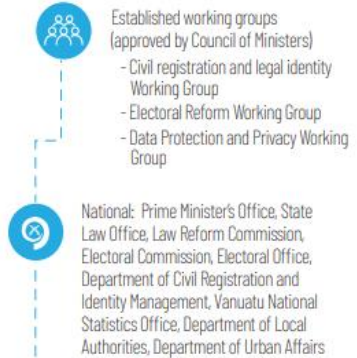 Established working groups
(approved by Council of Ministers)
- Civil registration and legal identity
Working Group
- Electoral Reform Working Group
- Data Protection and Privacy Working
Group
National: Prime Minister's Office, State
Law Office, Law Reform Commission,
Electoral Commission, Electoral Office,
Department of Civil Registration and
Identity Management, Vanuatu National
Statistics Office, Department of Local
Authorities, Department of Urban Affairs